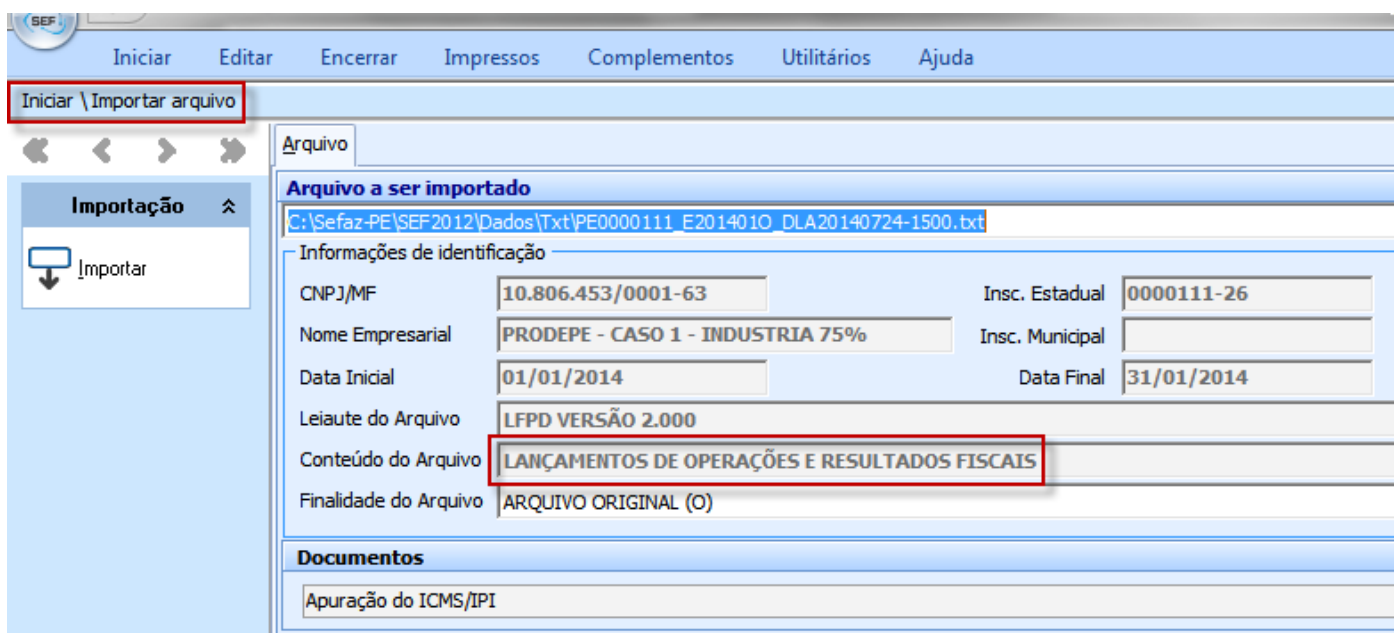 SEF
Iniciar Editar Encerrar Impressos Complementos Utilitários Ajuda
Iniciar \ Importar arquivo
Arquivo
Importação
Importar
Arquivo a ser importado
C:\Sefaz-PE\SEF2012\Dados\Txt\PE0000111_E201401O_DLA20140724-1500.txt
Informações de identificação
CNPJ/MF 10.806.453/0001-63 Insc. Estadual 0000111-26
Nome Empresarial PRODEPE - CASO 1 - INDUSTRIA 75% Insc. Municipal
Data Inicial 01/01/2014 Data Final 31/01/2014
Leiaute do Arquivo LFPD VERSÃO 2.000
Conteúdo do Arquivo LANÇAMENTOS DE OPERAÇÕES E RESULTADOS FISCAIS
Finalidade do Arquivo ARQUIVO ORIGINAL (O)
Documentos
Apuração do ICMS/IPI